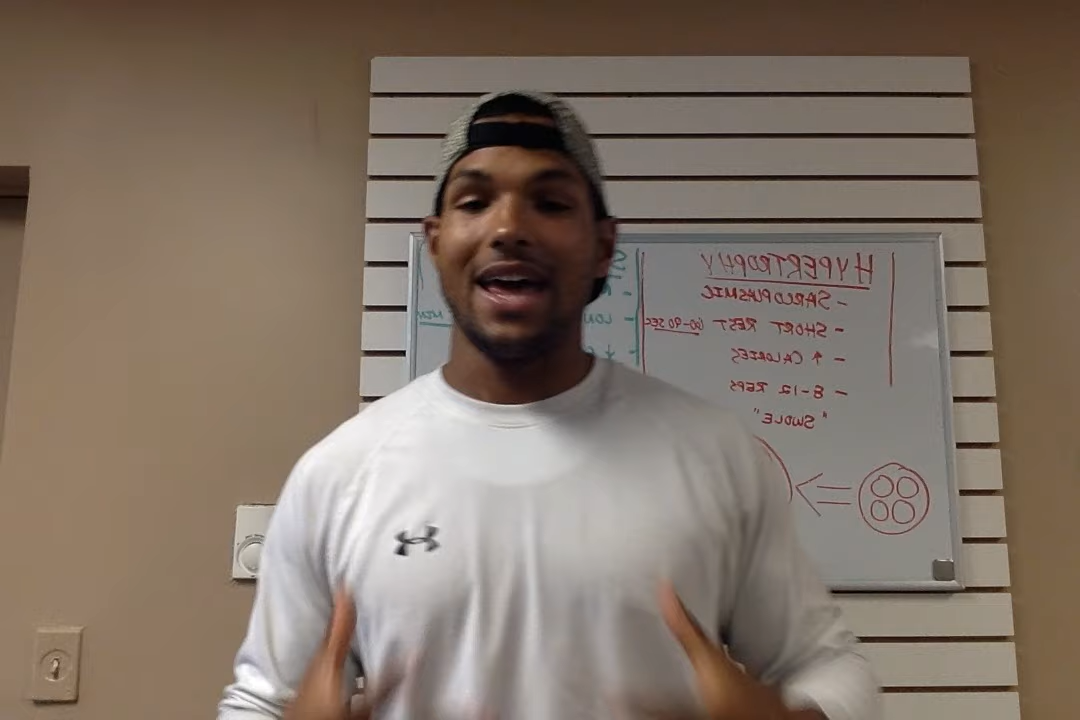 HYPERTROPHY
- SARCOPLASMIC
- SHORT REST 60-90 SEC
- ↑ CALORIES
- 8-12 REPS
"SWOLE"